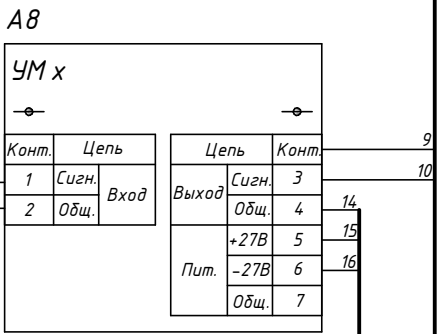 А8
УМ х
Конт. Цепь
1 Сигн. Вход
2 Общ.
Цепь Конт.
Выход Сигн. 3
Общ. 4
Пит. +27В 5
-27В 6
Общ. 7
9
10
14
15
16